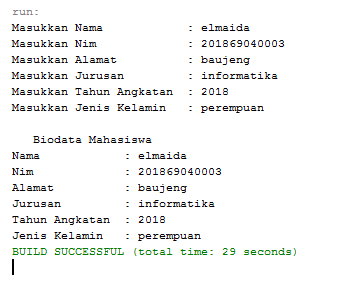 run:
Masukkan Nama : elmaida
Masukkan Nim : 201869040003
Masukkan Alamat : baujeng
Masukkan Jurusan : informatika
Masukkan Tahun Angkatan : 2018
Masukkan Jenis Kelamin : perempuan
Biodata Mahasiswa
Nama : elmaida
Nim : 201869040003
Alamat : baujeng
Jurusan : informatika
Tahun Angkatan : 2018
Jenis Kelamin : perempuan
BUILD SUCCESSFUL (total time: 29 seconds)